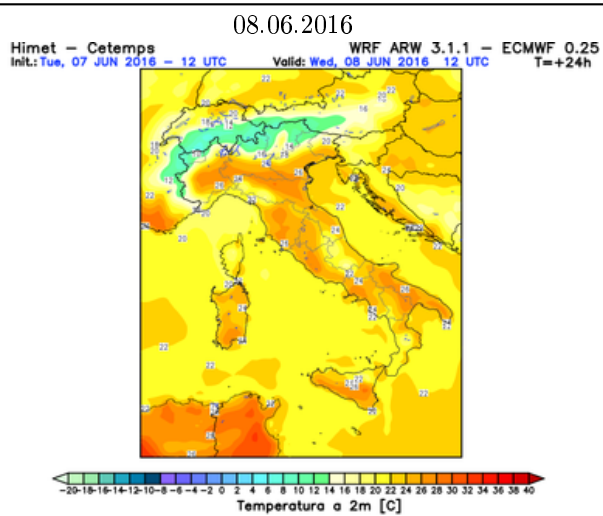 08.06.2016
Himet – Cetemps WRF ARW 3.1.1 – ECMWF 0.25
Init.: Tue, 07 JUN 2016 – 12 UTC Valid: Wed, 08 JUN 2016 12 UTC T=+24h
-20-18-16-14-12-10-8 -6 -4 -2 0 2 4 6 8 10 12 14 16 18 20 22 24 26 28 30 32 34 36 38 40
Temperatura a 2m [C]